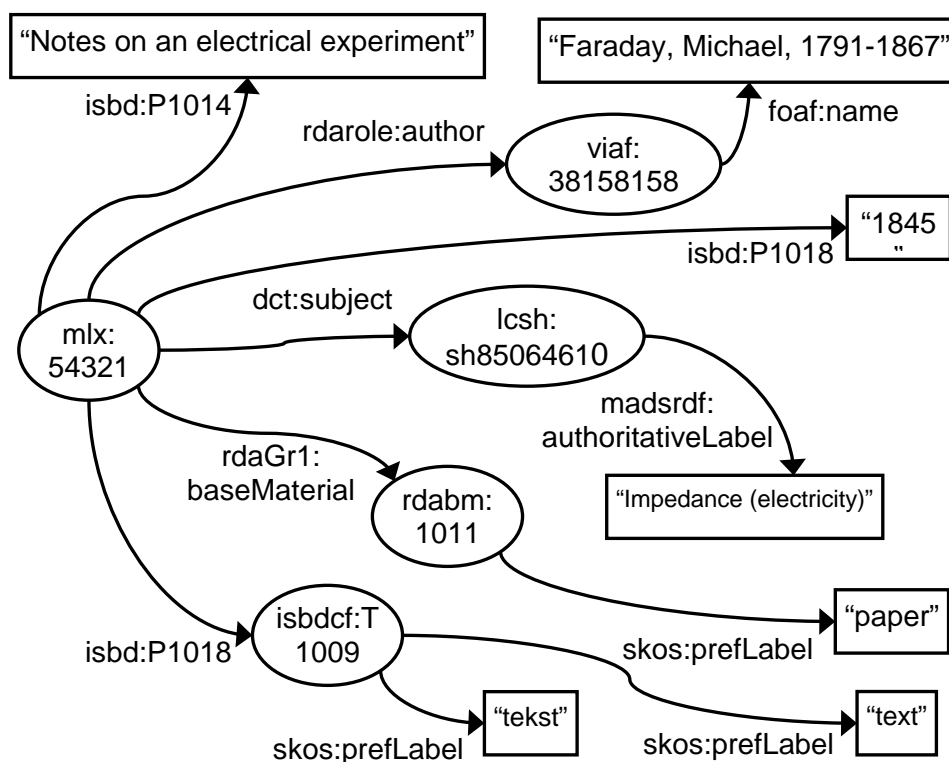 “Notes on an electrical experiment”
“Faraday, Michael, 1791-1867”
isbd:P1014
foaf:name
rdarole:author
viaf:
38158158
“1845
”
isbd:P1018
dct:subject
lcsh:
sh85064610
mlx:
54321
madsrdf:
authoritativeLabel
rdaGr1:
baseMaterial
“Impedance (electricity)”
rdabm:
1011
isbdcf:T
1009
“paper”
isbd:P1018
skos:prefLabel
“tekst”
“text”
skos:prefLabel
skos:prefLabel